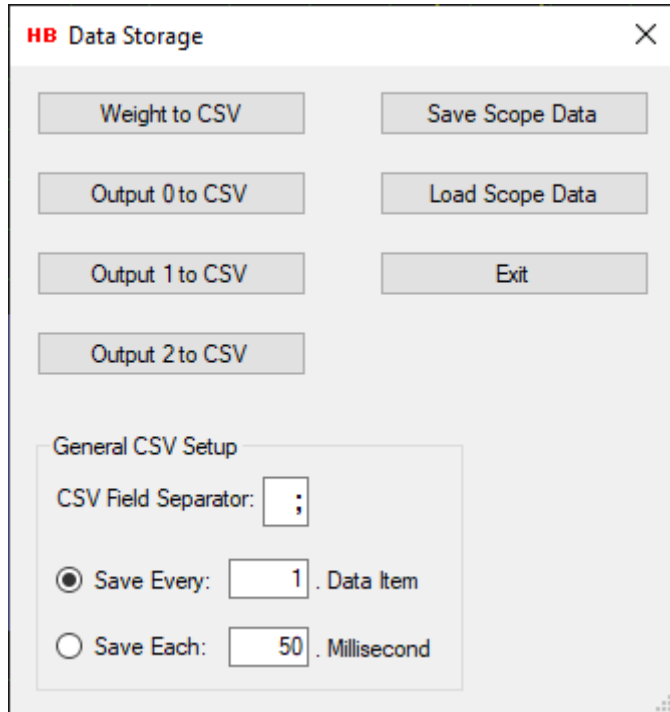 HB Data Storage
Weight to CSV
Save Scope Data
Output 0 to CSV
Load Scope Data
Output 1 to CSV
Exit
Output 2 to CSV
General CSV Setup
CSV Field Separator: ;
Save Every: 1 . Data Item
Save Each: 50 . Millisecond